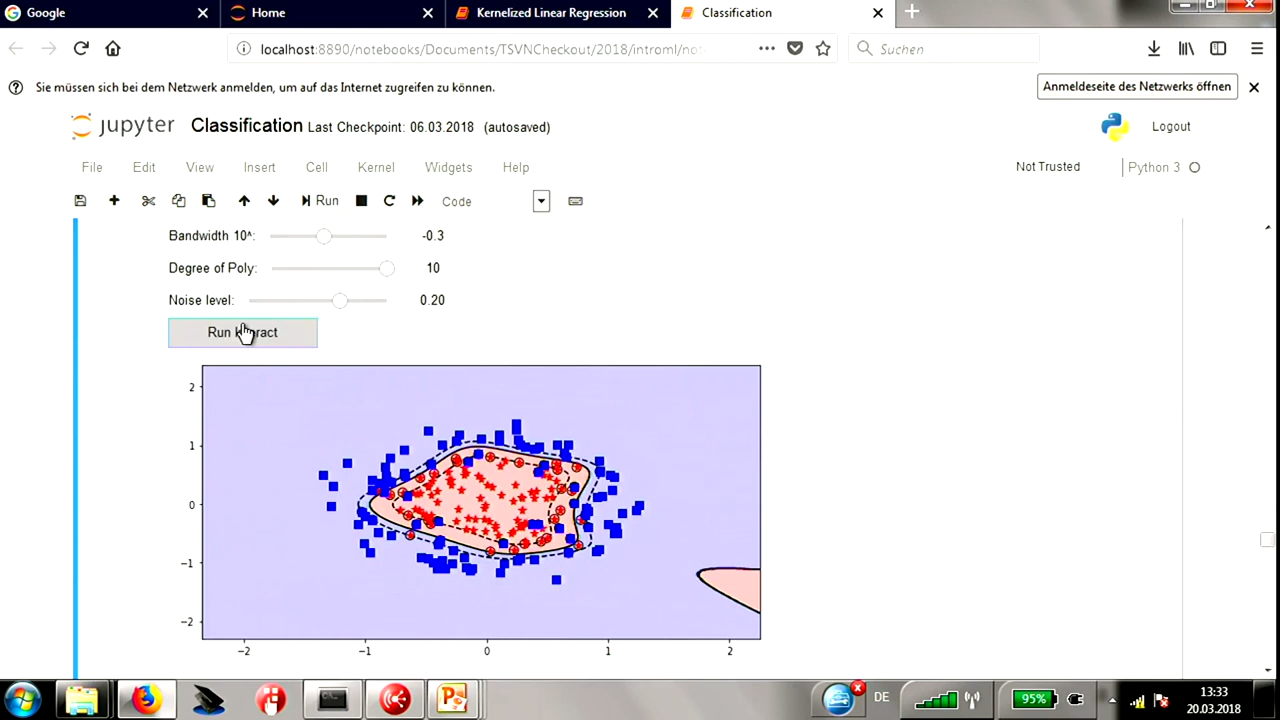 Google
Home
Kernelized Linear Regression
Classification
localhost:8890/notebooks/Documents/TSVNCheckout/2018/introml/no
Suchen
Sie müssen sich bei dem Netzwerk anmelden, um auf das Internet zugreifen zu können.
Anmeldeseite des Netzwerks öffnen
jupyter Classification Last Checkpoint: 06.03.2018 (autosaved)
Logout
File Edit View Insert Cell Kernel Widgets Help
Not Trusted
Python 3
Run
Code
Bandwidth 10^: -0.3
Degree of Poly: 10
Noise level: 0.20
Run
2
1
0
−1
−2
−2 −1 0 1 2
DE
95%
13:33
20.03.2018